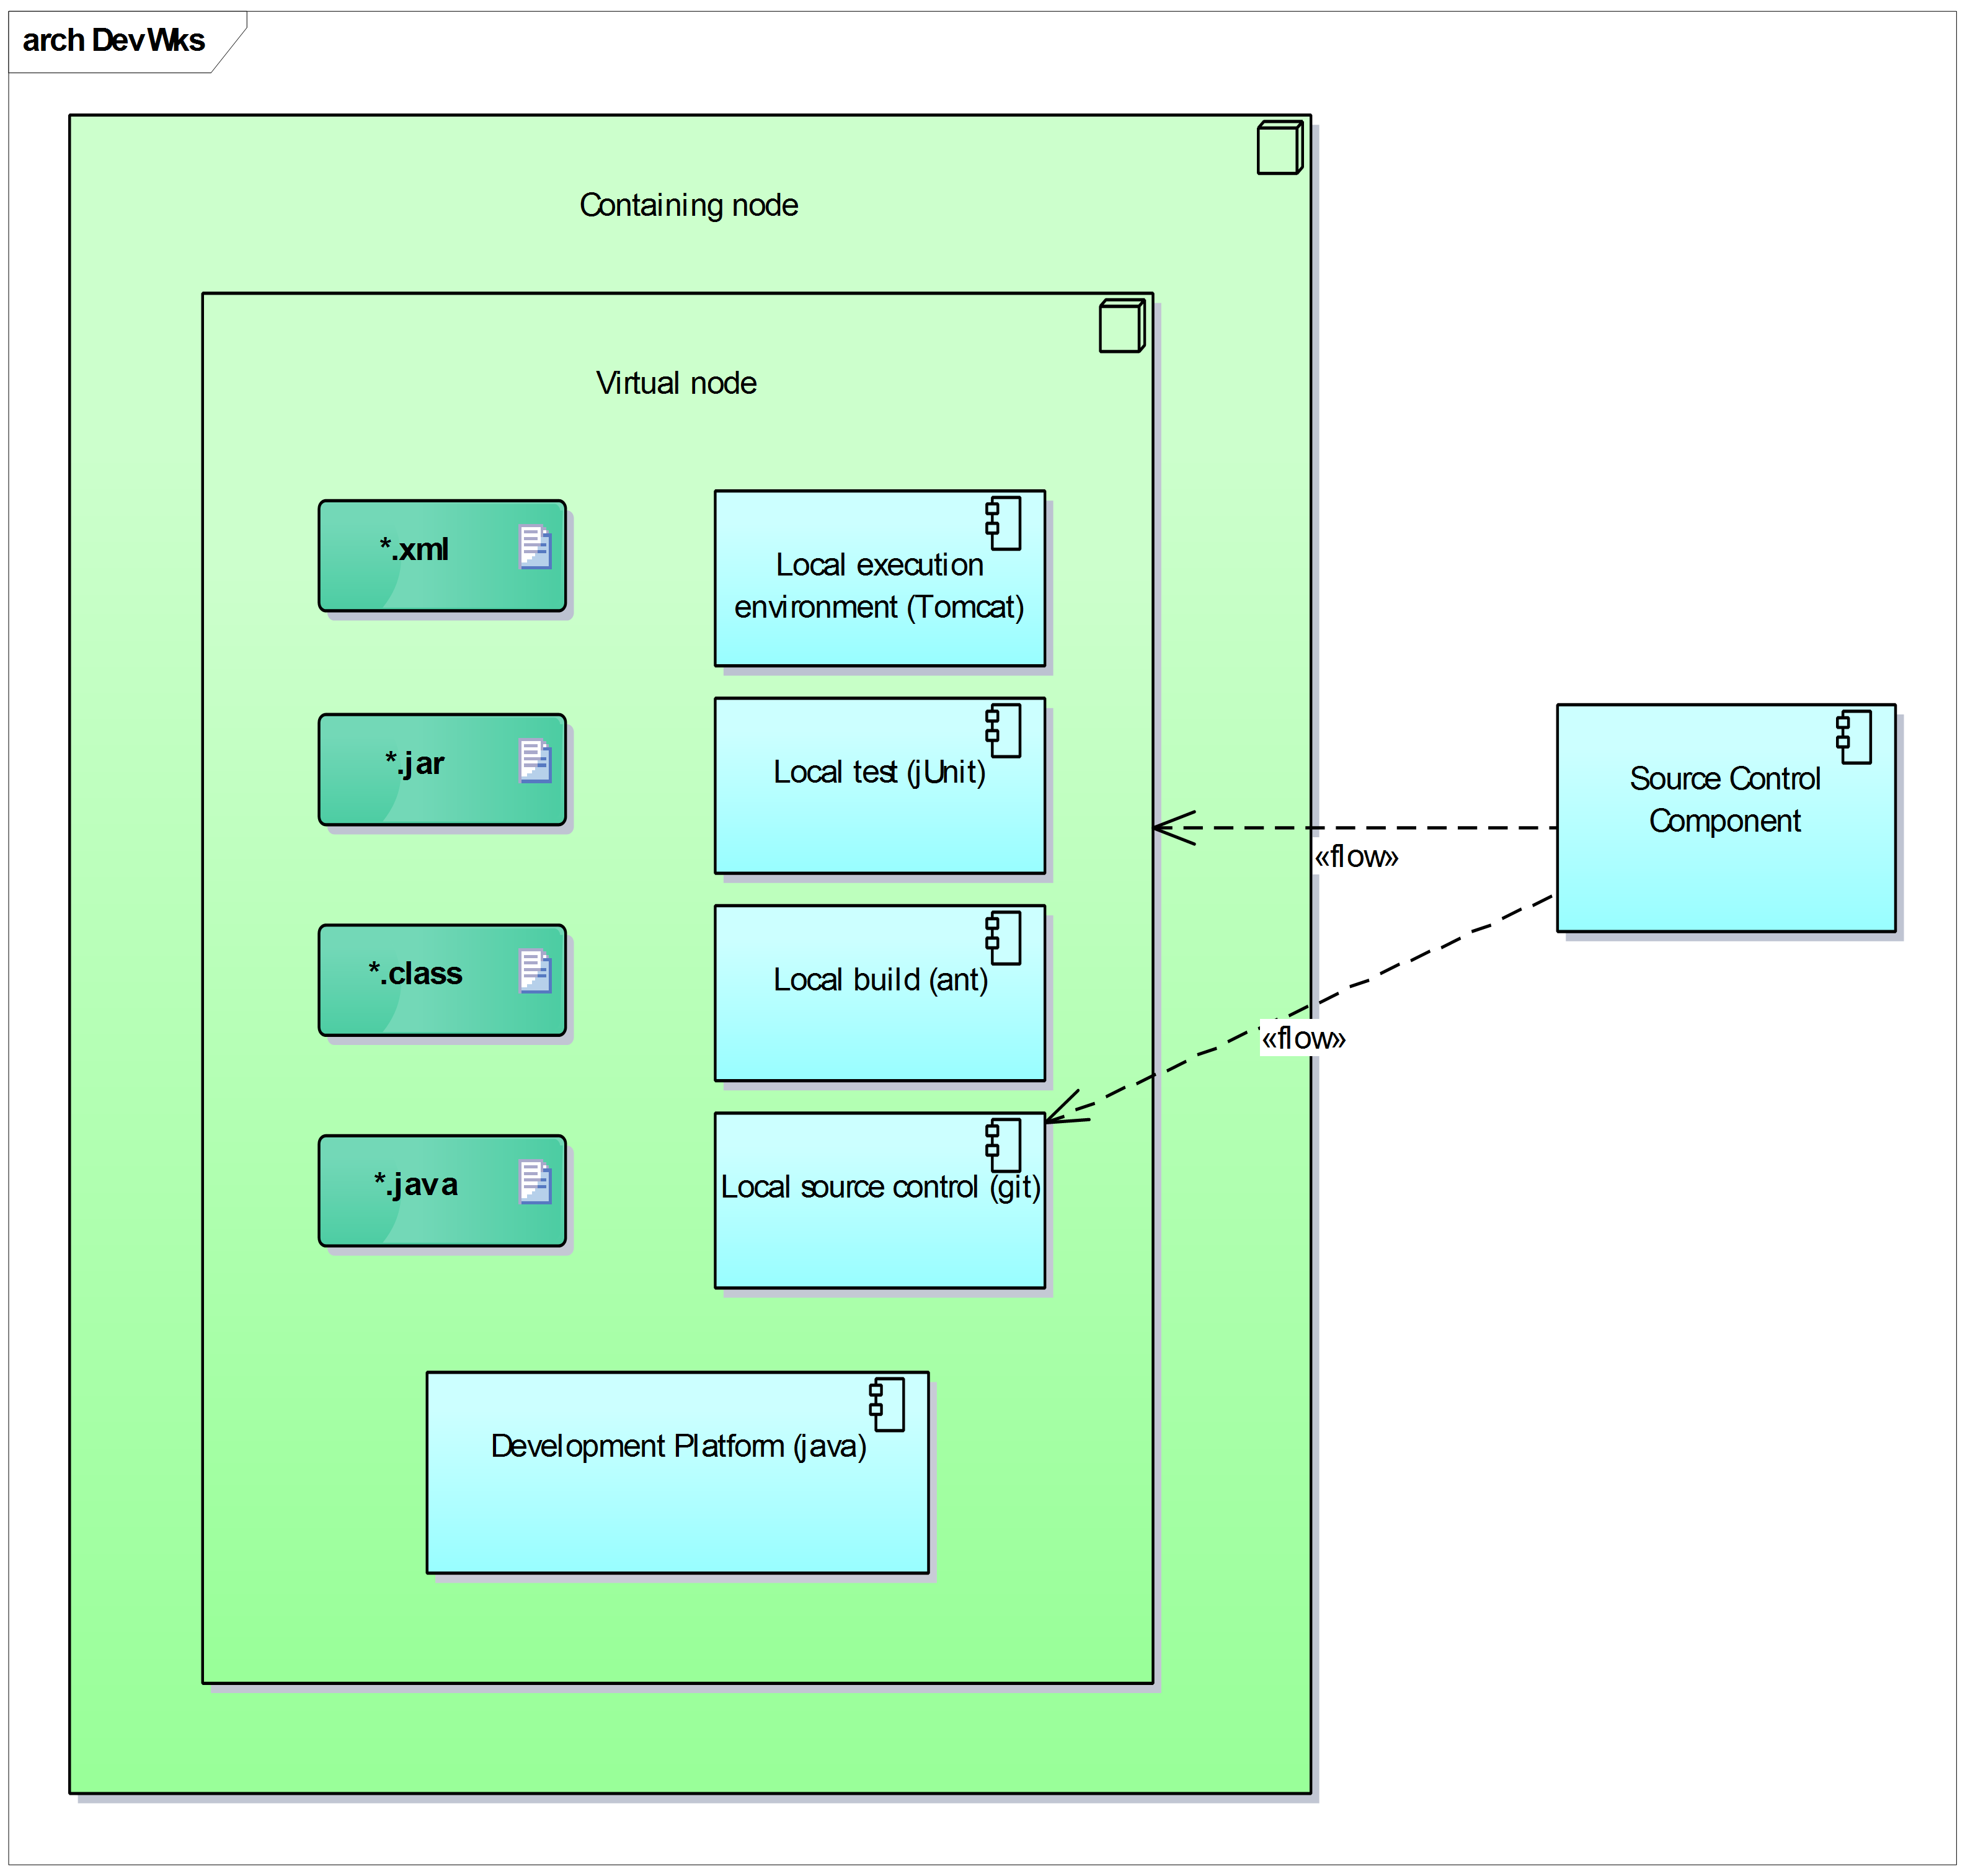 arch DevWks
Containing node
Virtual node
*.xml
Local execution
environment (Tomcat)
*.jar
Local test (jUnit)
Source Control
Component
«flow»
*.class
Local build (ant)
«flow»
*.java
Local source control (git)
Development Platform (java)